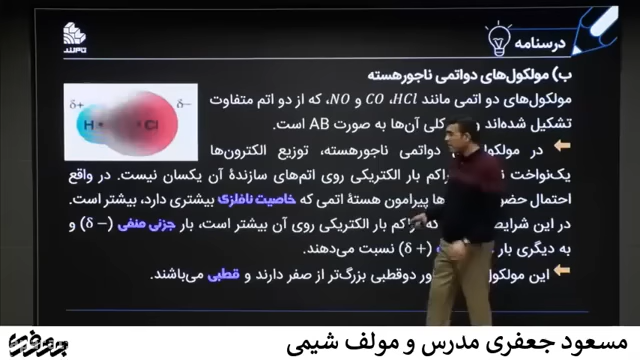 درسنامه
ب) مولکول‌های دواتمی ناجورهسته
مولکول‌های دو اتمی مانند CO ،HCl و NO، که از دو اتم متفاوت
تشکیل شده‌اند و کلی آن‌ها به صورت AB است.
در دواتمی ناجورهسته، توزیع الکترون‌ها
یک‌نواخت تراکم بار الکتریکی روی اتم‌های سازندهٔ آن یکسان نیست. در واقع
احتمال حضور پیرامون هستهٔ اتمی که خاصیت نافلزی بیشتری دارد، بیشتر است.
در این شرایط که تراکم بار الکتریکی روی آن بیشتر است، بار جزئی منفی (δ−) و
به دیگری بار (δ+) نسبت می‌دهند.
این دوقطبی بزرگ‌تر از صفر دارند و قطبی می‌باشند.
δ+ δ−
H Cl
مسعود جعفری مدرس و مولف شیمی